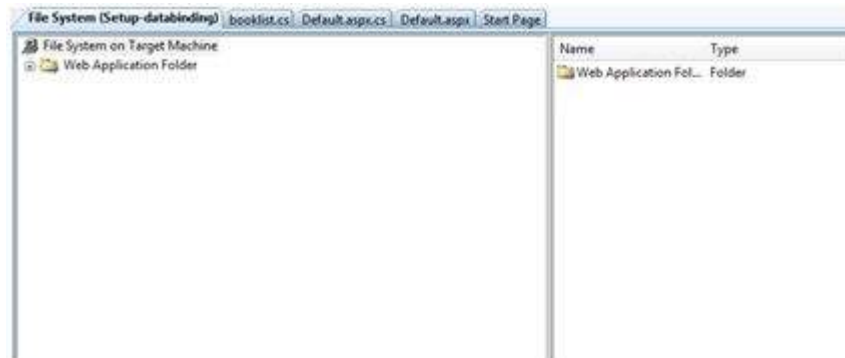 File System (Setup-databinding) booklist.cs Default.aspx.cs Default.aspx Start Page
File System on Target Machine
Web Application Folder
Name Type
Web Application Fol... Folder